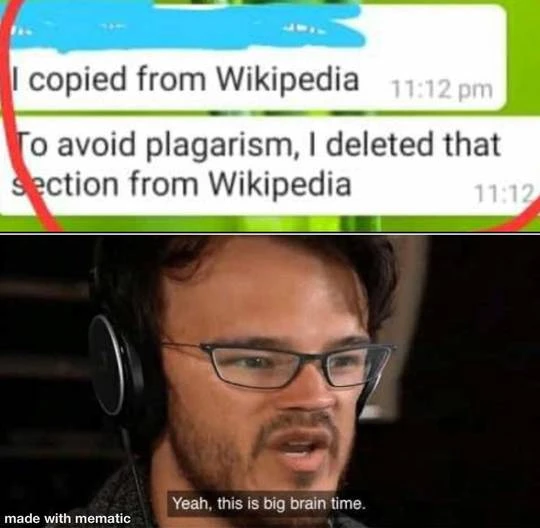 I copied from Wikipedia 11:12 pm
To avoid plagarism, I deleted that
section from Wikipedia 11:12
Yeah, this is big brain time.
made with mematic